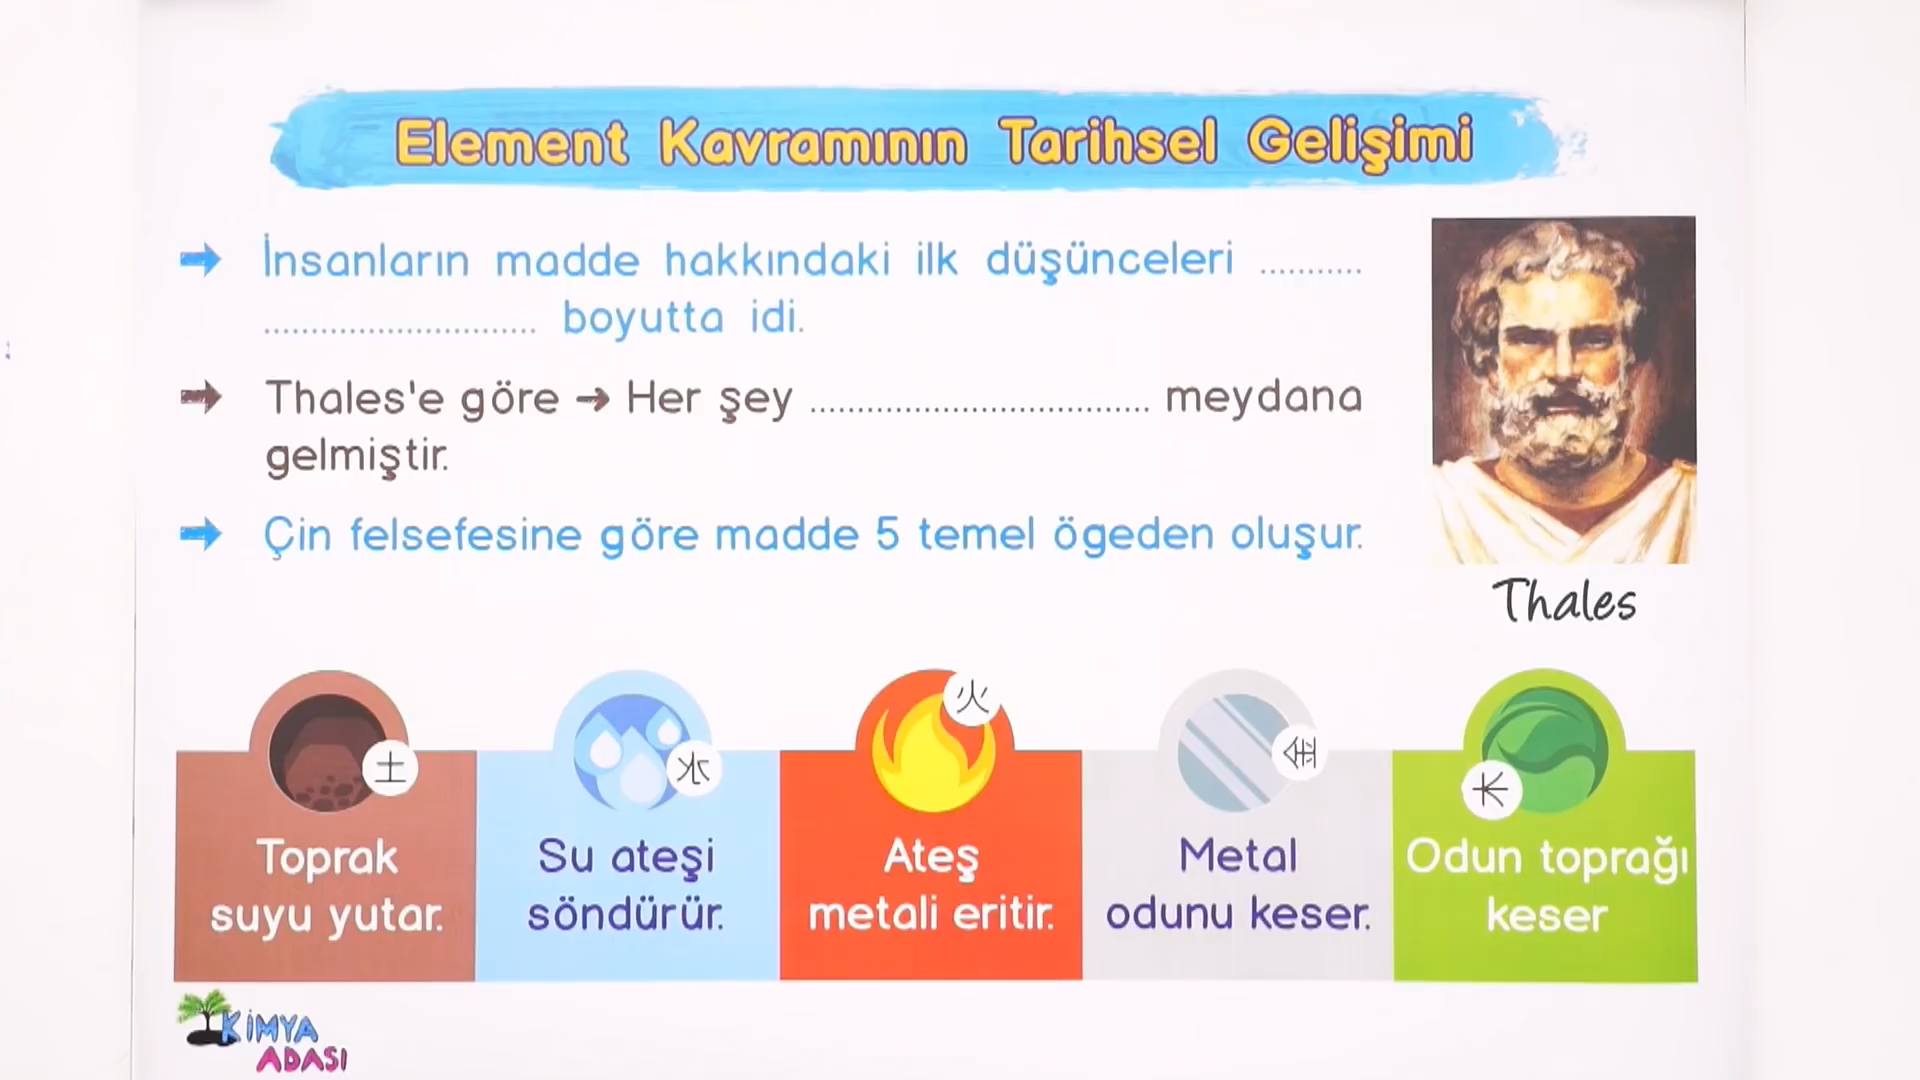 Element Kavramının Tarihsel Gelişimi
İnsanların madde hakkındaki ilk düşünceleri ...........
............................. boyutta idi.
Thales'e göre → Her şey .................................... meydana
gelmiştir.
Çin felsefesine göre madde 5 temel ögeden oluşur.
Thales
土
水
火
金
木
Toprak
suyu yutar.
Su ateşi
söndürür.
Ateş
metali eritir.
Metal
odunu keser.
Odun toprağı
keser
KİMYA
ADASI